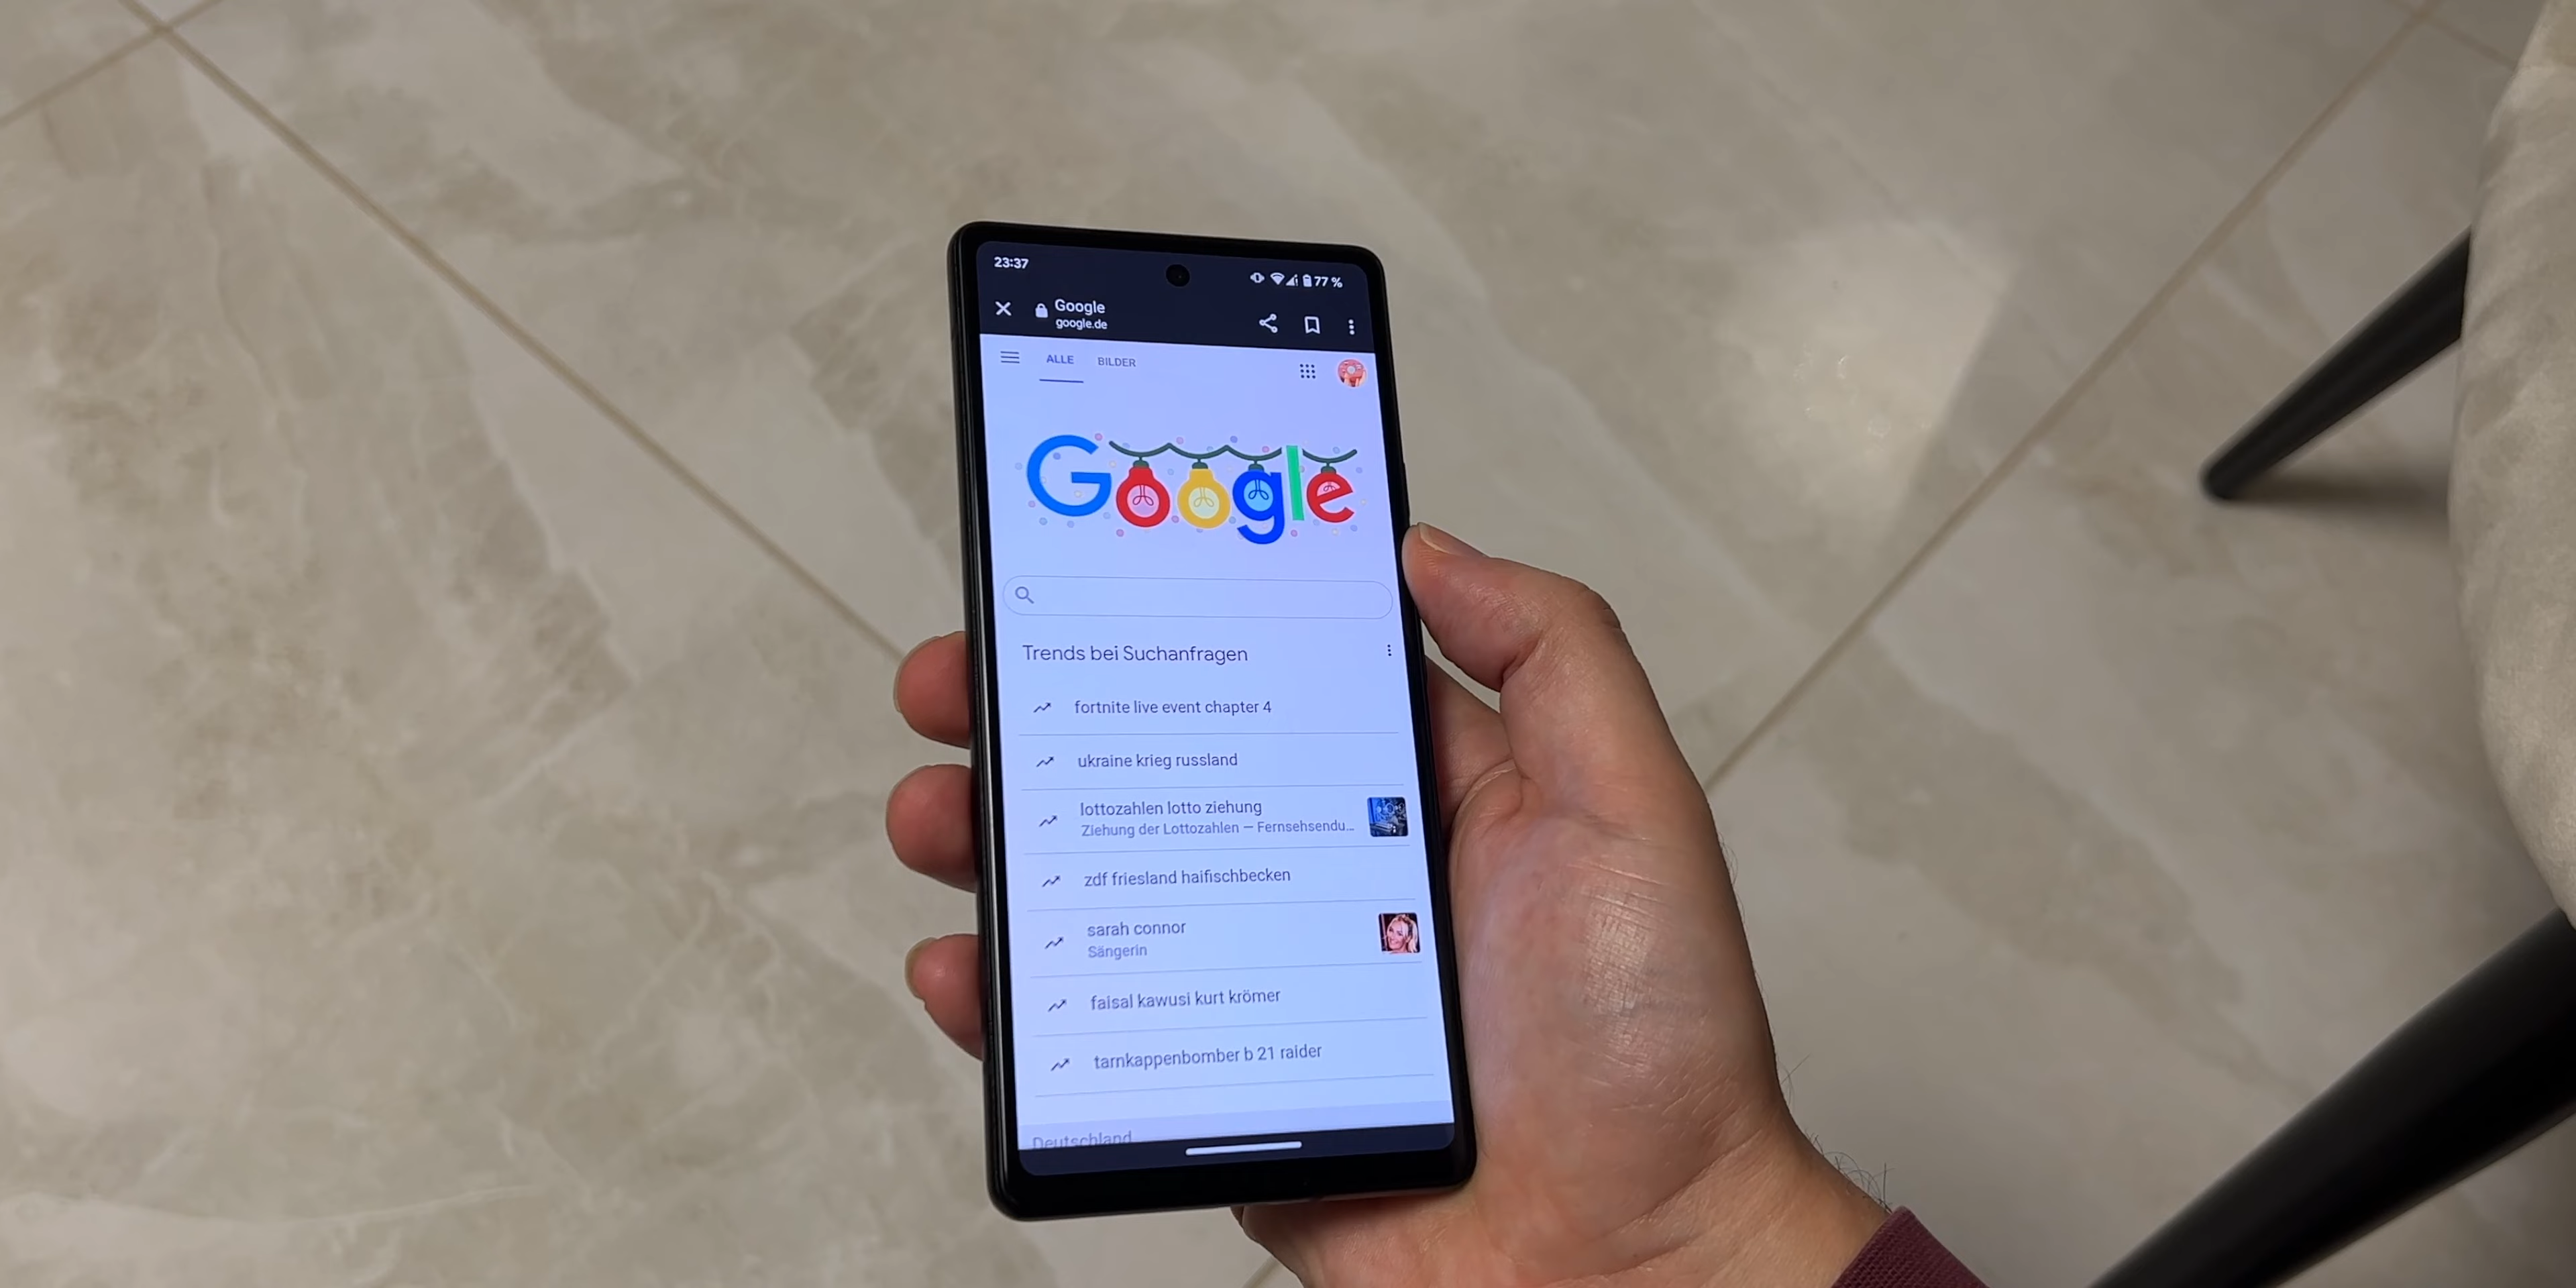 23:37
77 %
Google
google.de
ALLE BILDER
Google
Trends bei Suchanfragen
fortnite live event chapter 4
ukraine krieg russland
lottozahlen lotto ziehung
Ziehung der Lottozahlen – Fernsehsendu...
zdf friesland haifischbecken
sarah connor
Sängerin
faisal kawusi kurt krömer
tarnkappenbomber b 21 raider
Deutschland